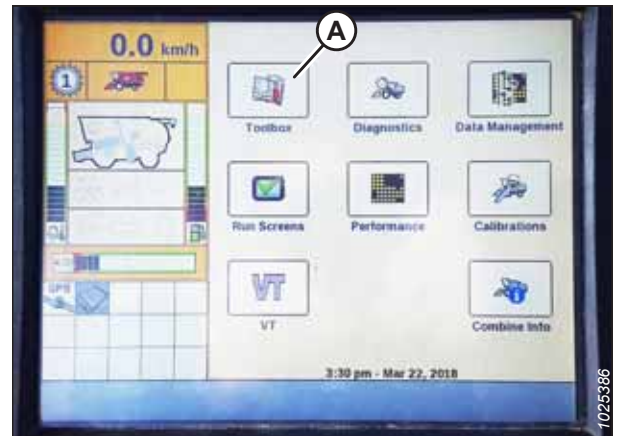 A
0.0 km/h
1
Toolbox
Diagnostics
Data Management
Run Screens
Performance
Calibrations
GPS
VT
VT
Combine Info
3:30 pm - Mar 22, 2018
1025386